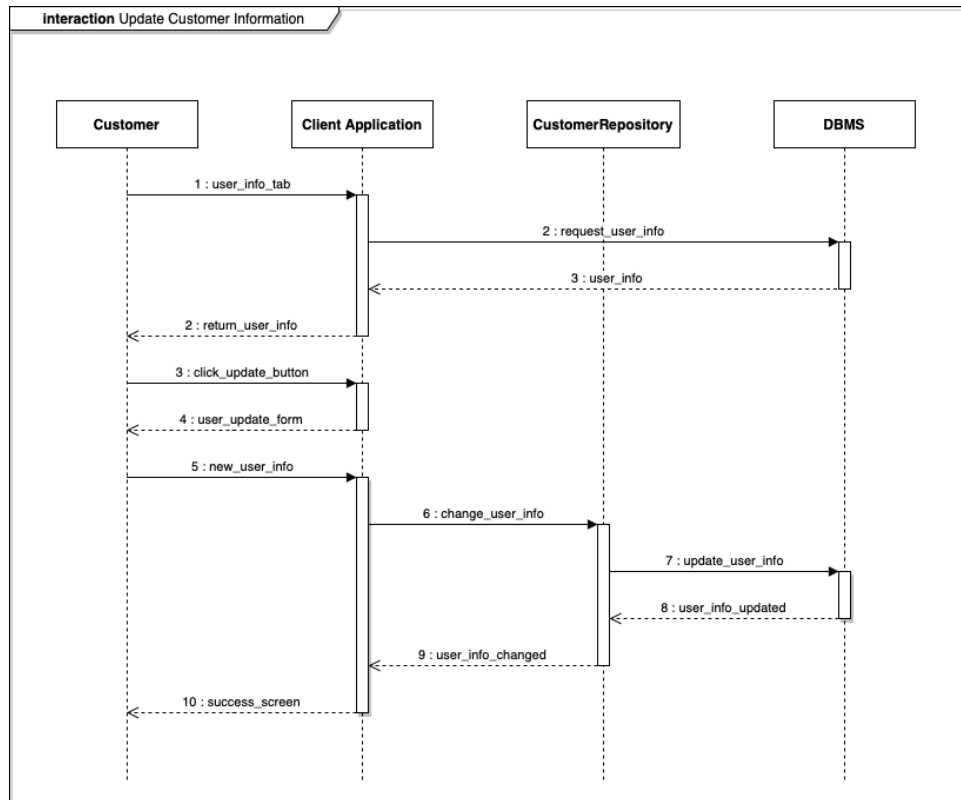 interaction Update Customer Information
Customer
Client Application
CustomerRepository
DBMS
1 : user_info_tab
2 : request_user_info
3 : user_info
2 : return_user_info
3 : click_update_button
4 : user_update_form
5 : new_user_info
6 : change_user_info
7 : update_user_info
8 : user_info_updated
9 : user_info_changed
10 : success_screen